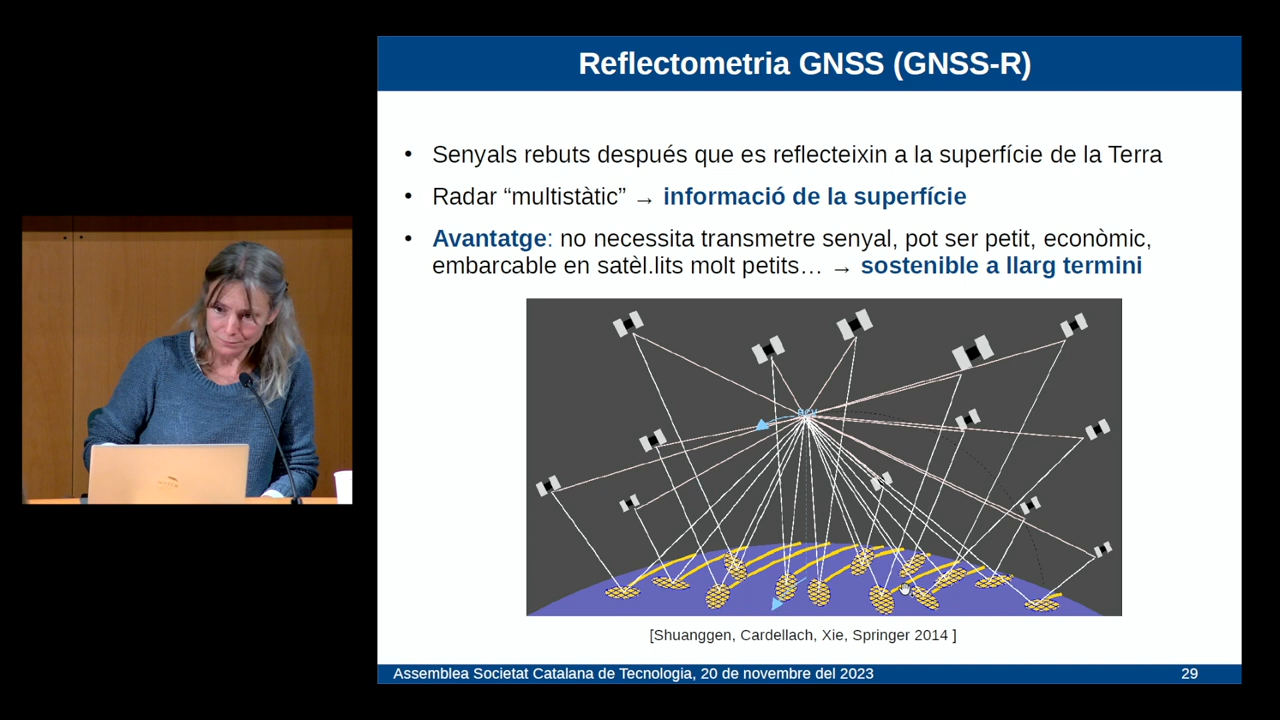 Reflectometria GNSS (GNSS-R)
• Senyals rebuts después que es reflecteixin a la superfície de la Terra
• Radar “multistàtic” → informació de la superfície
• Avantatge: no necessita transmetre senyal, pot ser petit, econòmic,
embarcable en satèl.lits molt petits… → sostenible a llarg termini
RCV
[Shuanggen, Cardellach, Xie, Springer 2014 ]
Assemblea Societat Catalana de Tecnologia, 20 de novembre del 2023
29